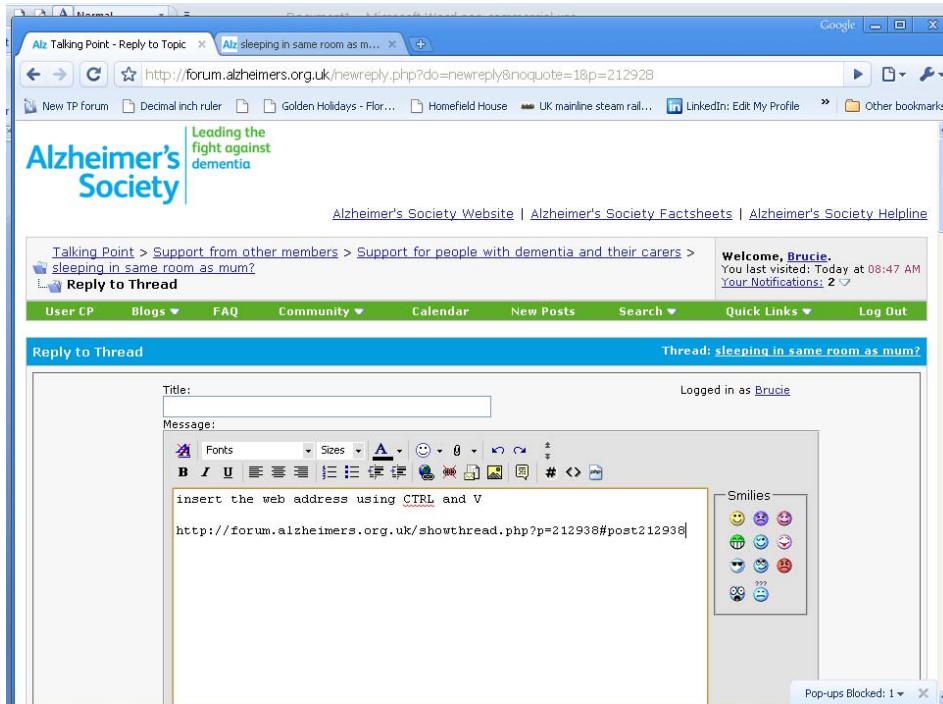 Normal
Document1 - Microsoft Word non-commercial use
Google
Alz Talking Point - Reply to Topic
Alz sleeping in same room as m...
http://forum.alzheimers.org.uk/newreply.php?do=newreply&noquote=1&p=212928
New TP forum Decimal inch ruler Golden Holidays - Flor... Homefield House UK mainline steam rail... LinkedIn: Edit My Profile » Other bookmarks
Alzheimer's
Society
Leading the
fight against
dementia
Alzheimer's Society Website | Alzheimer's Society Factsheets | Alzheimer's Society Helpline
Talking Point > Support from other members > Support for people with dementia and their carers >
sleeping in same room as mum?
Reply to Thread
Welcome, Brucie.
You last visited: Today at 08:47 AM
Your Notifications: 2
User CP Blogs FAQ Community Calendar New Posts Search Quick Links Log Out
Reply to Thread
Thread: sleeping in same room as mum?
Title:
Logged in as Brucie
Message:
Fonts Sizes A
B I U # <> php
insert the web address using CTRL and V
http://forum.alzheimers.org.uk/showthread.php?p=212938#post212938
Smilies
???
Pop-ups Blocked: 1